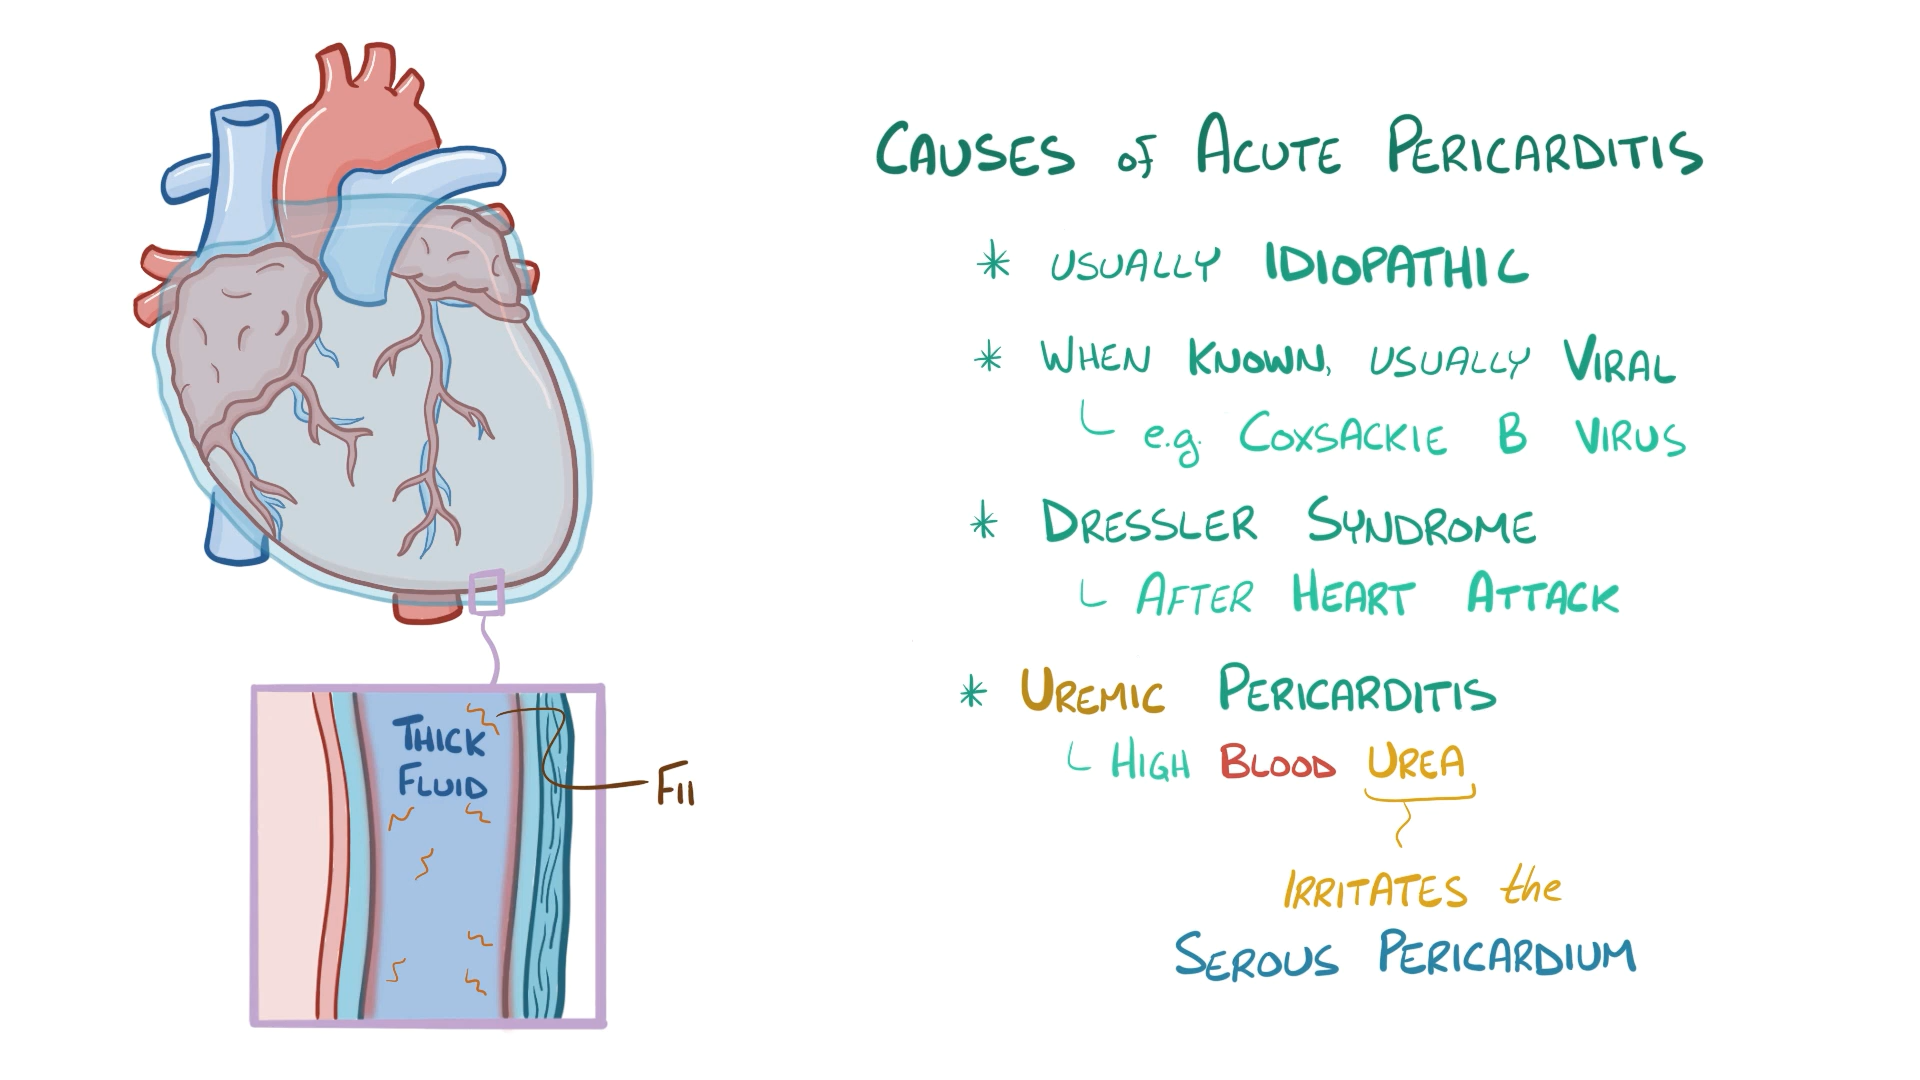 CAUSES of ACUTE PERICARDITIS
* USUALLY IDIOPATHIC
* WHEN KNOWN, USUALLY VIRAL
e.g. COXSACKIE B VIRUS
* DRESSLER SYNDROME
AFTER HEART ATTACK
* UREMIC PERICARDITIS
HIGH BLOOD UREA
IRRITATES the
SEROUS PERICARDIUM
THICK
FLUID